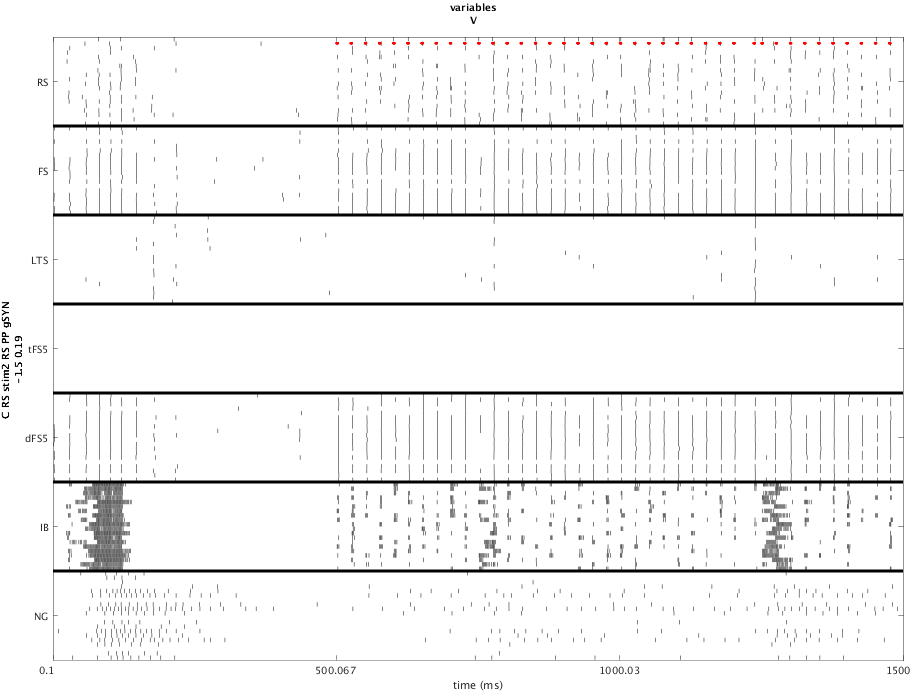 variables
V
RS
FS
LTS
tFS5
dFS5
IB
NG
C RS stim2 RS PP gSYN
-1.5 0.19
0.1
500.067
1000.03
1500
time (ms)